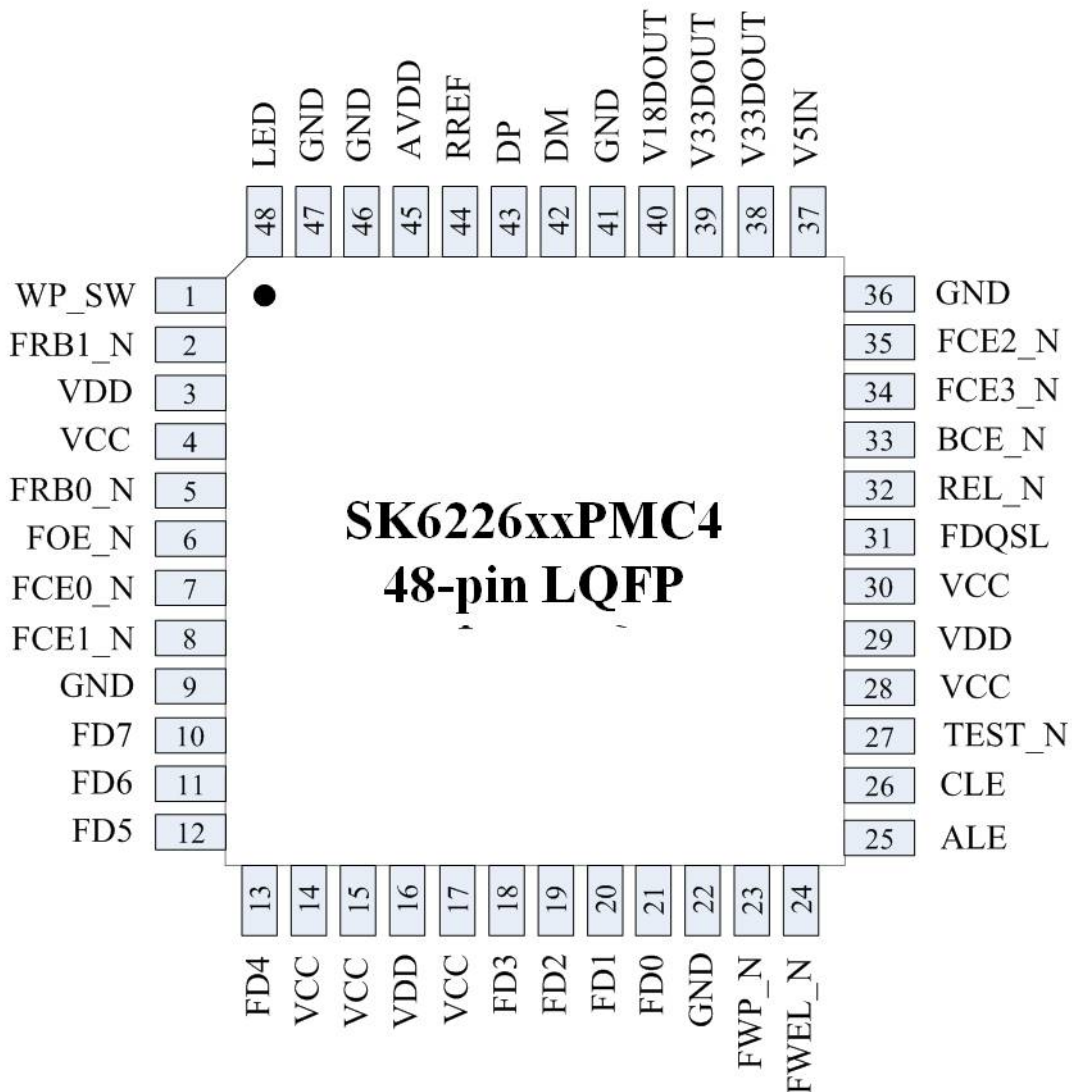 LED
GND
GND
AVDD
RREF
DP
DM
GND
V18DOUT
V33DOUT
V33DOUT
V5IN
48
47
46
45
44
43
42
41
40
39
38
37
WP_SW 1
FRB1_N 2
VDD 3
VCC 4
FRB0_N 5
FOE_N 6
FCE0_N 7
FCE1_N 8
GND 9
FD7 10
FD6 11
FD5 12
SK6226xxPMC4
48-pin LQFP
36 GND
35 FCE2_N
34 FCE3_N
33 BCE_N
32 REL_N
31 FDQSL
30 VCC
29 VDD
28 VCC
27 TEST_N
26 CLE
25 ALE
13
14
15
16
17
18
19
20
21
22
23
24
FD4
VCC
VCC
VDD
VCC
FD3
FD2
FD1
FD0
GND
FWP_N
FWEL_N